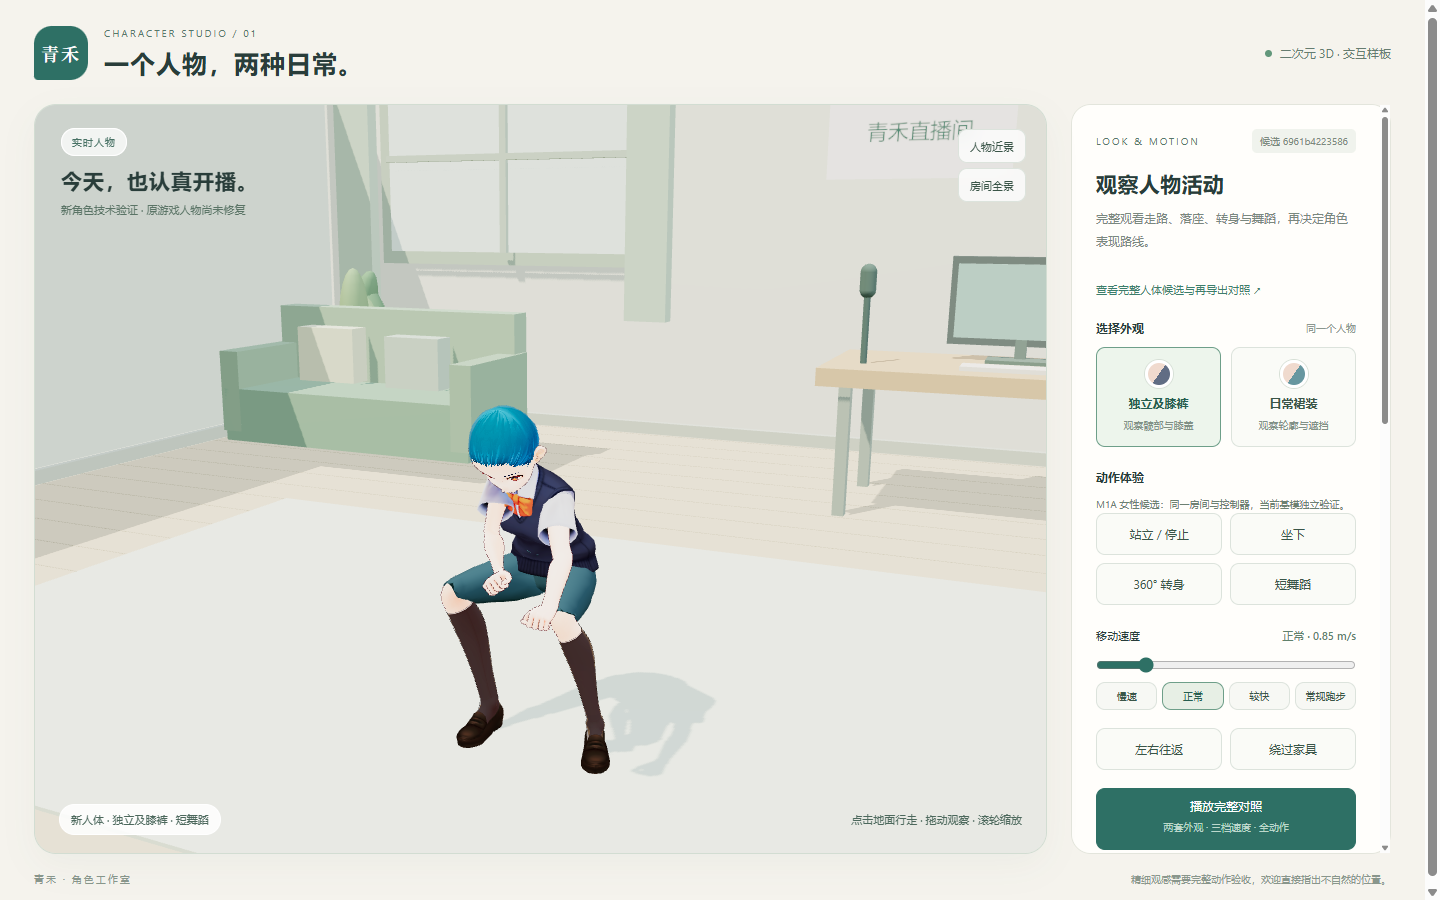 青禾
CHARACTER STUDIO / 01
一个人物，两种日常。
二次元 3D · 交互样板
实时人物
今天，也认真开播。
新角色技术验证 · 原游戏人物尚未修复
青禾直播间
人物近景
房间全景
新人体 · 独立及膝裤 · 短舞蹈
点击地面行走 · 拖动观察 · 滚轮缩放
LOOK & MOTION
候选 6961b4223586
观察人物活动
完整观看走路、落座、转身与舞蹈，再决定角色
表现路线。
查看完整人体候选与再导出对照 ↗
选择外观
同一个人物
独立及膝裤
观察髋部与膝盖
日常裙装
观察轮廓与遮挡
动作体验
M1A 女性候选：同一房间与控制器，当前基模独立验证。
站立 / 停止
坐下
360° 转身
短舞蹈
移动速度
正常 · 0.85 m/s
慢速
正常
较快
常规跑步
左右往返
绕过家具
播放完整对照
两套外观 · 三档速度 · 全动作
青禾 · 角色工作室
精细观感需要完整动作验收，欢迎直接指出不自然的位置。